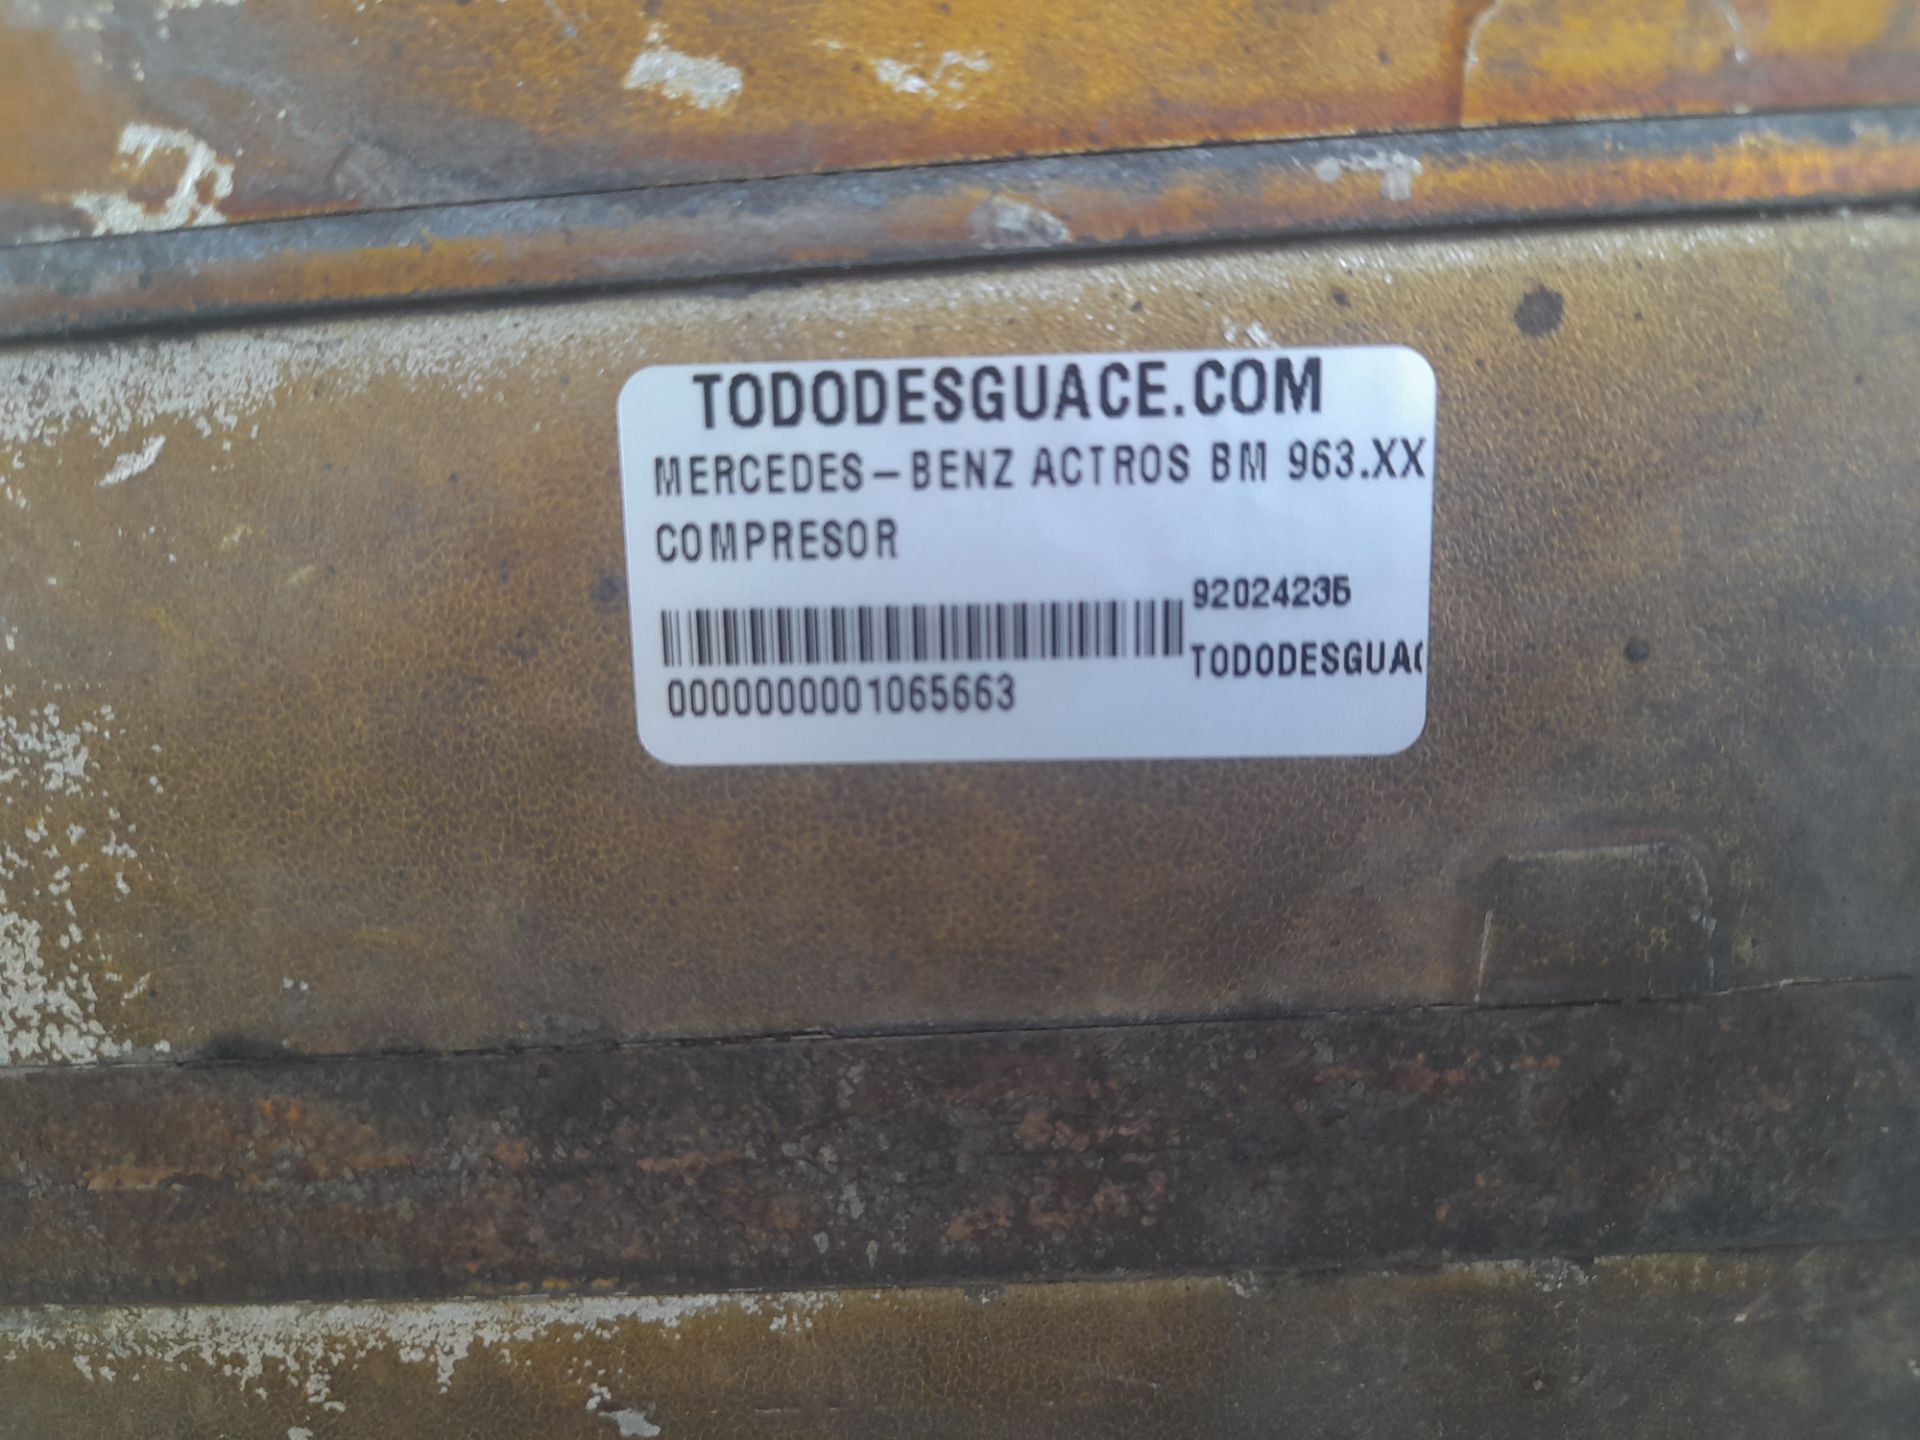 TODODESGUACE.COM
MERCEDES-BENZ ACTROS BM 963.XX
COMPRESOR
92024235
TODODESGUAC
0000000001065663